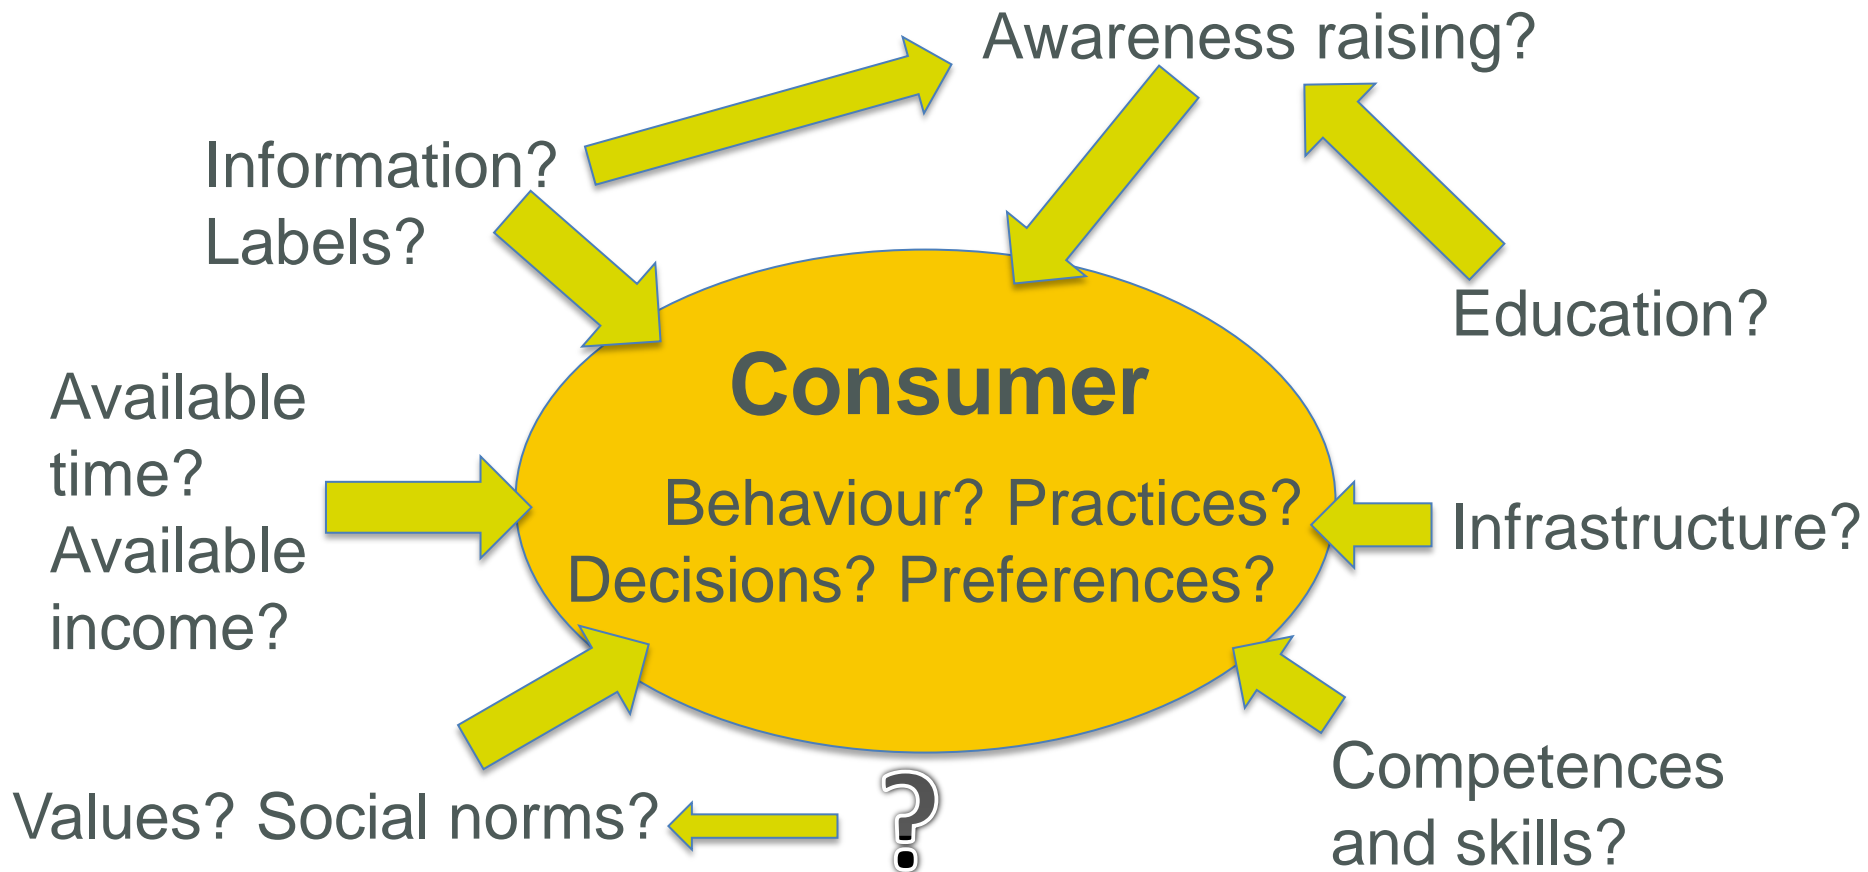 Awareness raising?
Information?
Labels?
Education?
Consumer
Available
time?
Available
income?
Behaviour? Practices?
Decisions? Preferences?
Infrastructure?
Competences
and skills?
Values? Social norms?
?